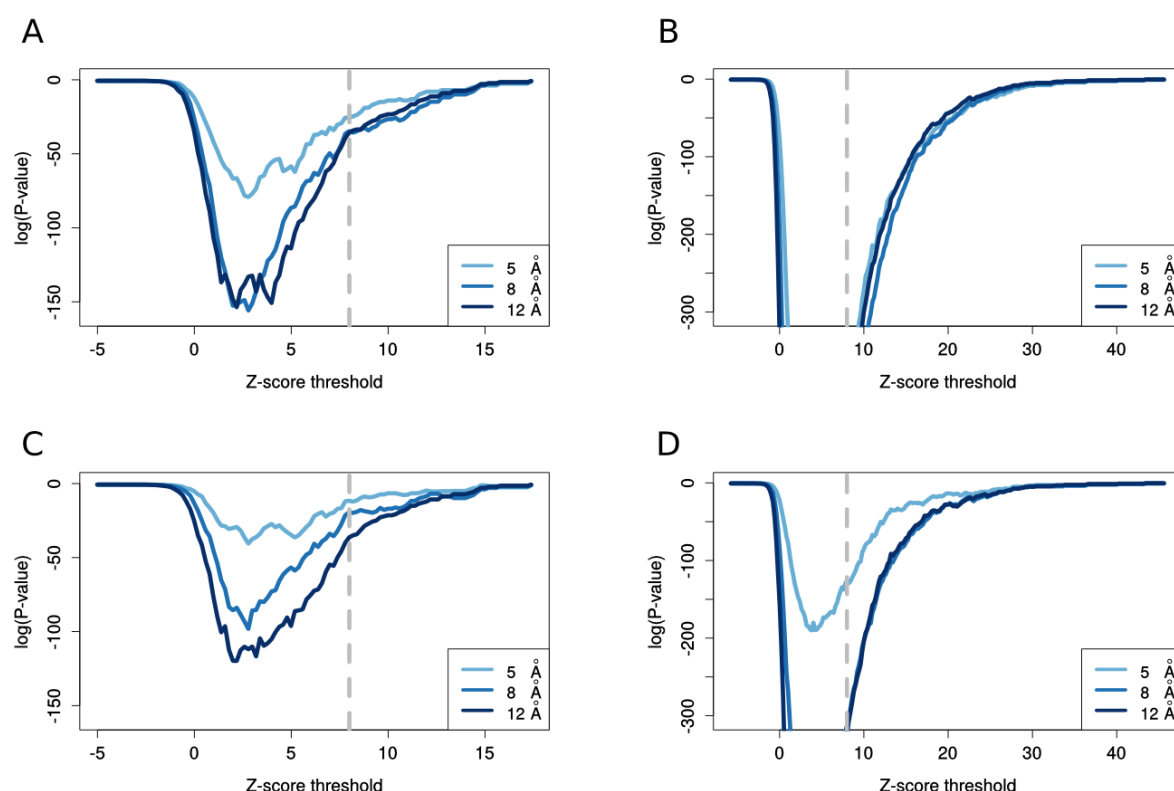 A
B
0
-50
-100
-150
log(P-value)
5 Å
8 Å
12 Å
-5 0 5 10 15
Z-score threshold
0
-100
-200
-300
log(P-value)
5 Å
8 Å
12 Å
0 10 20 30 40
Z-score threshold
C
D
0
-50
-100
-150
log(P-value)
5 Å
8 Å
12 Å
-5 0 5 10 15
Z-score threshold
0
-100
-200
-300
log(P-value)
5 Å
8 Å
12 Å
0 10 20 30 40
Z-score threshold